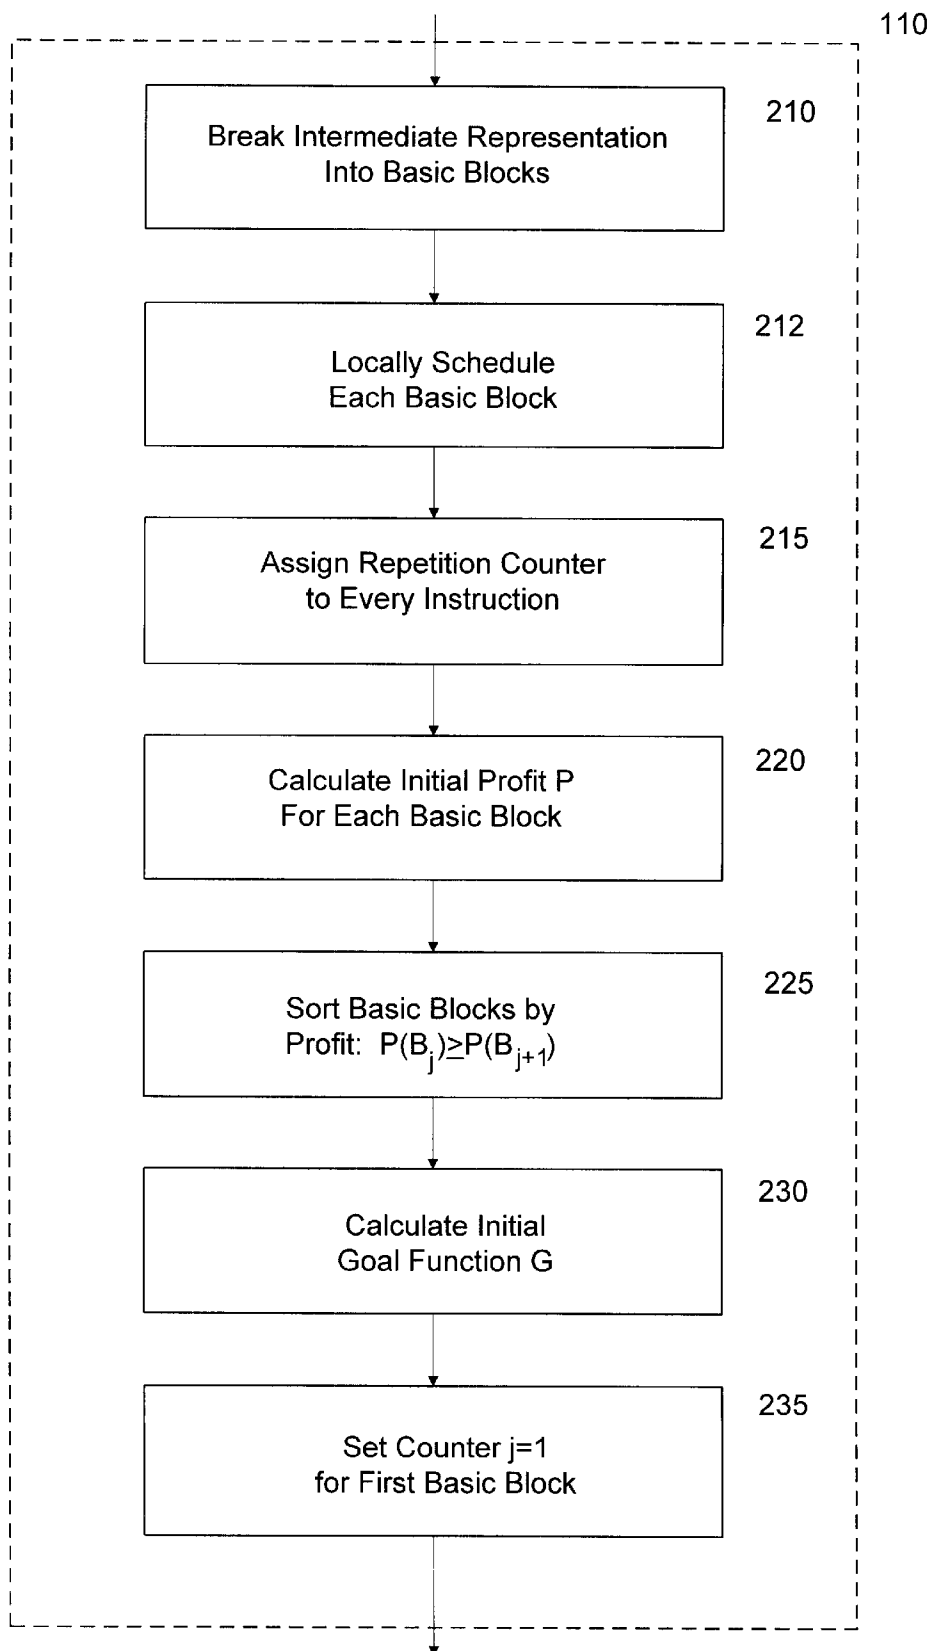 110
210
Break Intermediate Representation
Into Basic Blocks
212
Locally Schedule
Each Basic Block
215
Assign Repetition Counter
to Every Instruction
220
Calculate Initial Profit P
For Each Basic Block
225
Sort Basic Blocks by
Profit: P(B_j)≥P(B_{j+1})
230
Calculate Initial
Goal Function G
235
Set Counter j=1
for First Basic Block